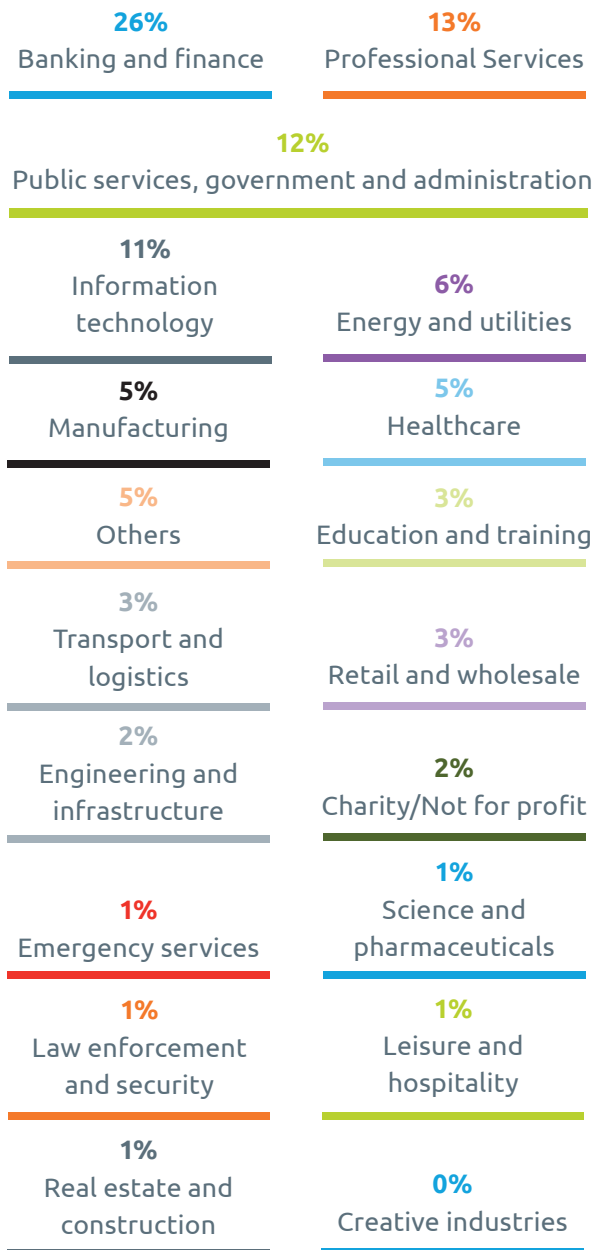 26%
Banking and finance
13%
Professional Services
12%
Public services, government and administration
11%
Information
technology
6%
Energy and utilities
5%
Manufacturing
5%
Healthcare
5%
Others
3%
Education and training
3%
Transport and
logistics
3%
Retail and wholesale
2%
Engineering and
infrastructure
2%
Charity/Not for profit
1%
Emergency services
1%
Science and
pharmaceuticals
1%
Law enforcement
and security
1%
Leisure and
hospitality
1%
Real estate and
construction
0%
Creative industries